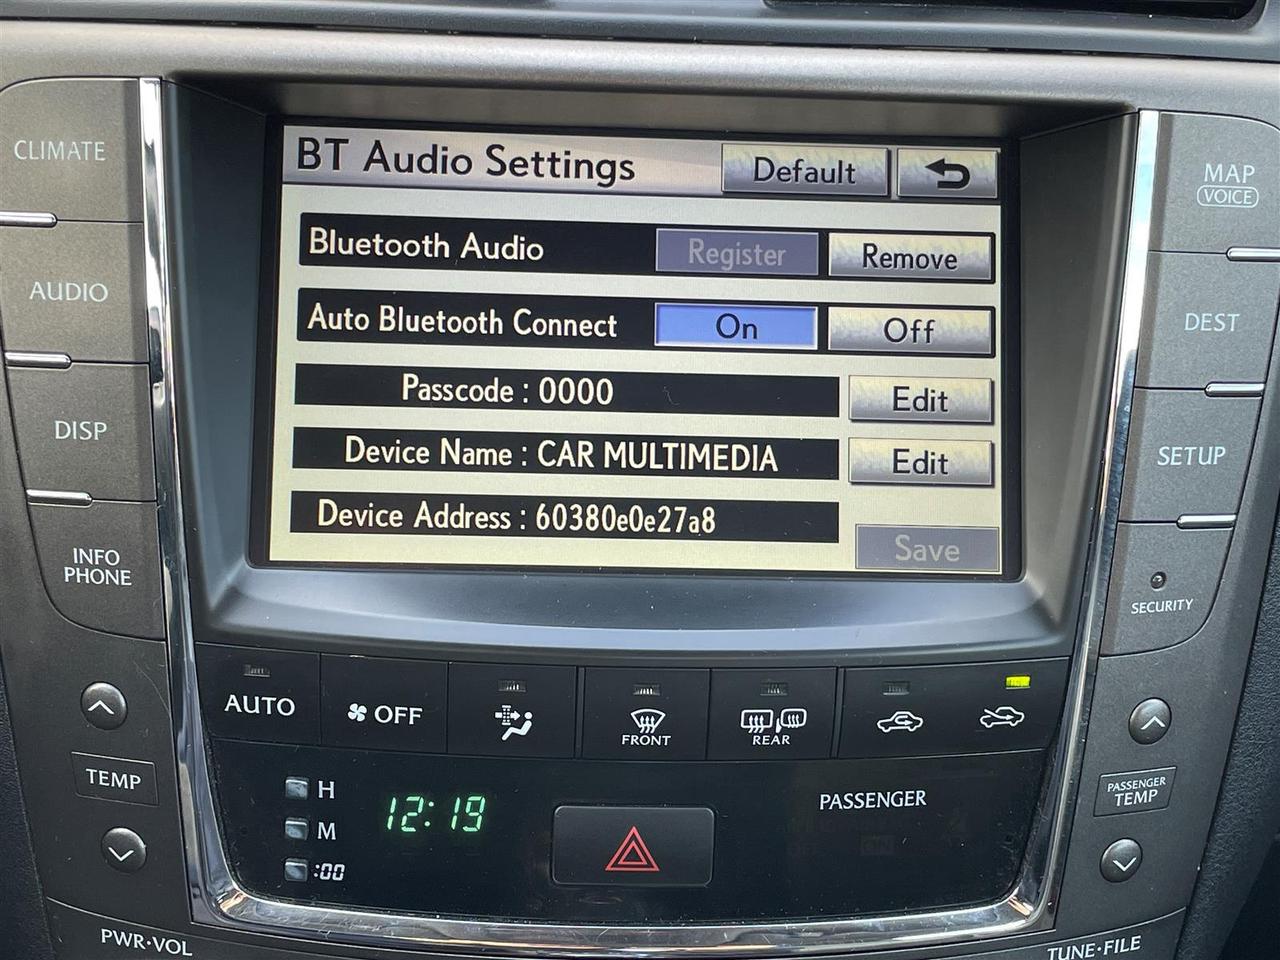 CLIMATE
AUDIO
DISP
INFO
PHONE
BT Audio Settings
Default
Bluetooth Audio
Register
Remove
Auto Bluetooth Connect
On
Off
Passcode : 0000
Edit
Device Name : CAR MULTIMEDIA
Edit
Device Address : 60380e0e27a8
Save
MAP
VOICE
DEST
SETUP
SECURITY
AUTO
OFF
FRONT
REAR
TEMP
H
M
:00
12:19
PASSENGER
PASSENGER
TEMP
PWR·VOL
TUNE·FILE